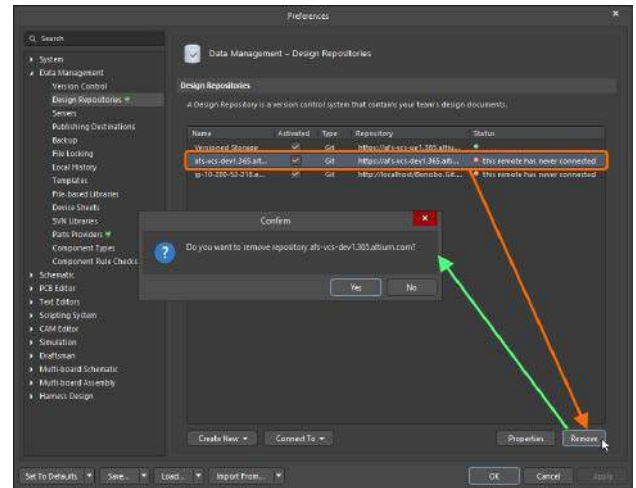 Preferences
Search
System
Data Management
Version Control
Design Repositories
Servers
Publishing Destinations
Backup
File Locking
Local History
Templates
File-based Libraries
Device Sheets
SVN Libraries
Parts Providers
Component Types
Component Rule Checks
Schematic
PCB Editor
Text Editors
Scripting System
CAM Editor
Simulation
Draftsman
Multi-board Schematic
Multi-board Assembly
Harness Design
Data Management – Design Repositories
Design Repositories
A Design Repository is a version control system that contains your team's design documents.
Name Activated Type Repository Status
Versioned Storage Git
afs-vcs-dev1.365.alt... Git https://afs-vcs-dev1.365.alti... this remote has never connected
ip-10-200-52-218.e... Git http://localhost/Bonobo.Git.... this remote has never connected
Confirm
Do you want to remove repository afs-vcs-dev1.365.altium.com?
Yes No
Create New Connect To Properties Remove
Set To Defaults Save... Load... Import From... OK Cancel Apply